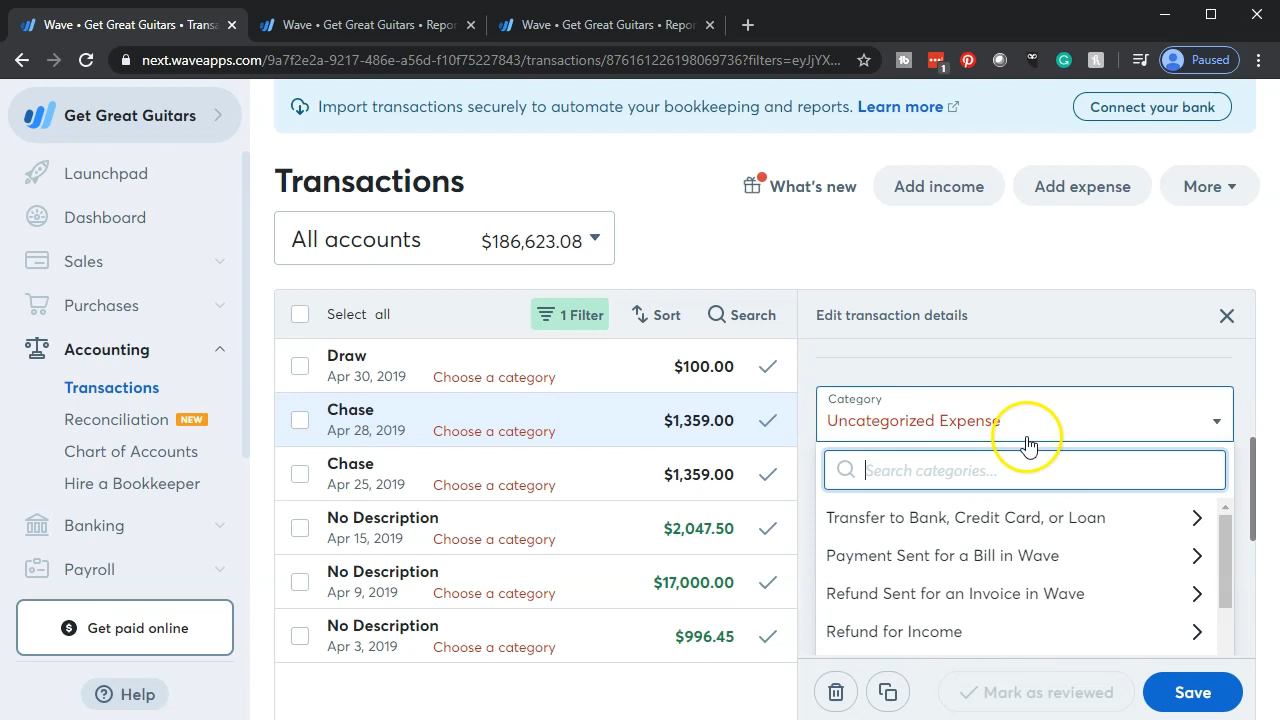 Wave • Get Great Guitars • Transa
Wave • Get Great Guitars • Repor
Wave • Get Great Guitars • Repor
next.waveapps.com/9a7f2e2a-9217-486e-a56d-f10f75227843/transactions/876161226198069736?filters=eyJjYX...
1
Paused
Get Great Guitars
Launchpad
Dashboard
Sales
Purchases
Accounting
Transactions
Reconciliation NEW
Chart of Accounts
Hire a Bookkeeper
Banking
Payroll
Get paid online
Help
Import transactions securely to automate your bookkeeping and reports. Learn more
Connect your bank
Transactions
What's new
Add income
Add expense
More
All accounts $186,623.08
Select all
1 Filter
Sort
Search
Draw
Apr 30, 2019 Choose a category
$100.00
Chase
Apr 28, 2019 Choose a category
$1,359.00
Chase
Apr 25, 2019 Choose a category
$1,359.00
No Description
Apr 15, 2019 Choose a category
$2,047.50
No Description
Apr 9, 2019 Choose a category
$17,000.00
No Description
Apr 3, 2019 Choose a category
$996.45
Edit transaction details
Category
Uncategorized Expense
Search categories...
Transfer to Bank, Credit Card, or Loan
Payment Sent for a Bill in Wave
Refund Sent for an Invoice in Wave
Refund for Income
Mark as reviewed
Save